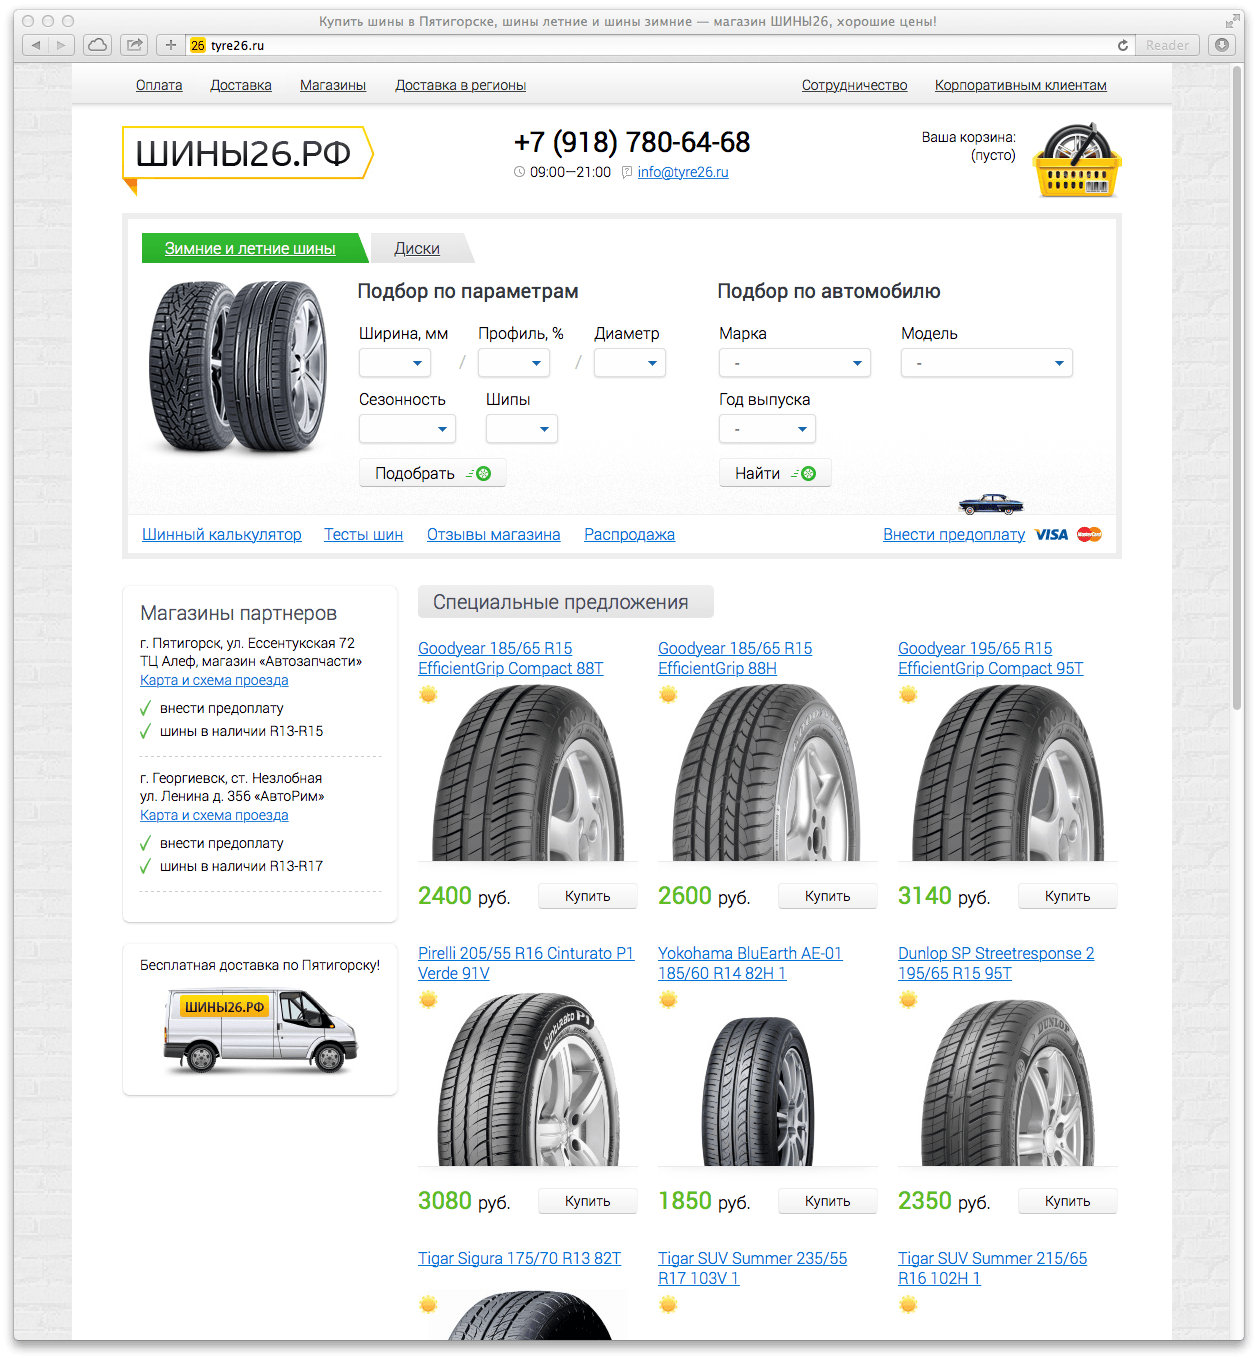 Купить шины в Пятигорске, шины летние и шины зимние — магазин ШИНЫ26, хорошие цены!
26 tyre26.ru Reader
Оплата Доставка Магазины Доставка в регионы Сотрудничество Корпоративным клиентам
ШИНЫ26.РФ
+7 (918) 780-64-68
09:00—21:00 info@tyre26.ru
Ваша корзина:
(пусто)
Зимние и летние шины Диски
Подбор по параметрам
Ширина, мм Профиль, % Диаметр
/ /
Сезонность Шипы
Подобрать
Подбор по автомобилю
Марка Модель
- -
Год выпуска
-
Найти
Шинный калькулятор Тесты шин Отзывы магазина Распродажа Внести предоплату VISA MasterCard
Магазины партнеров
г. Пятигорск, ул. Ессентукская 72
ТЦ Алеф, магазин «Автозапчасти»
Карта и схема проезда
внести предоплату
шины в наличии R13-R15
г. Георгиевск, ст. Незлобная
ул. Ленина д. 356 «АвтоРим»
Карта и схема проезда
внести предоплату
шины в наличии R13-R17
Бесплатная доставка по Пятигорску!
ШИНЫ26.РФ
Специальные предложения
Goodyear 185/65 R15
EfficientGrip Compact 88T
2400 руб. Купить
Goodyear 185/65 R15
EfficientGrip 88H
2600 руб. Купить
Goodyear 195/65 R15
EfficientGrip Compact 95T
3140 руб. Купить
Pirelli 205/55 R16 Cinturato P1
Verde 91V
Cinturato P1
3080 руб. Купить
Yokohama BluEarth AE-01
185/60 R14 82H 1
1850 руб. Купить
Dunlop SP Streetresponse 2
195/65 R15 95T
DUNLOP
2350 руб. Купить
Tigar Sigura 175/70 R13 82T
Tigar SUV Summer 235/55
R17 103V 1
Tigar SUV Summer 215/65
R16 102H 1